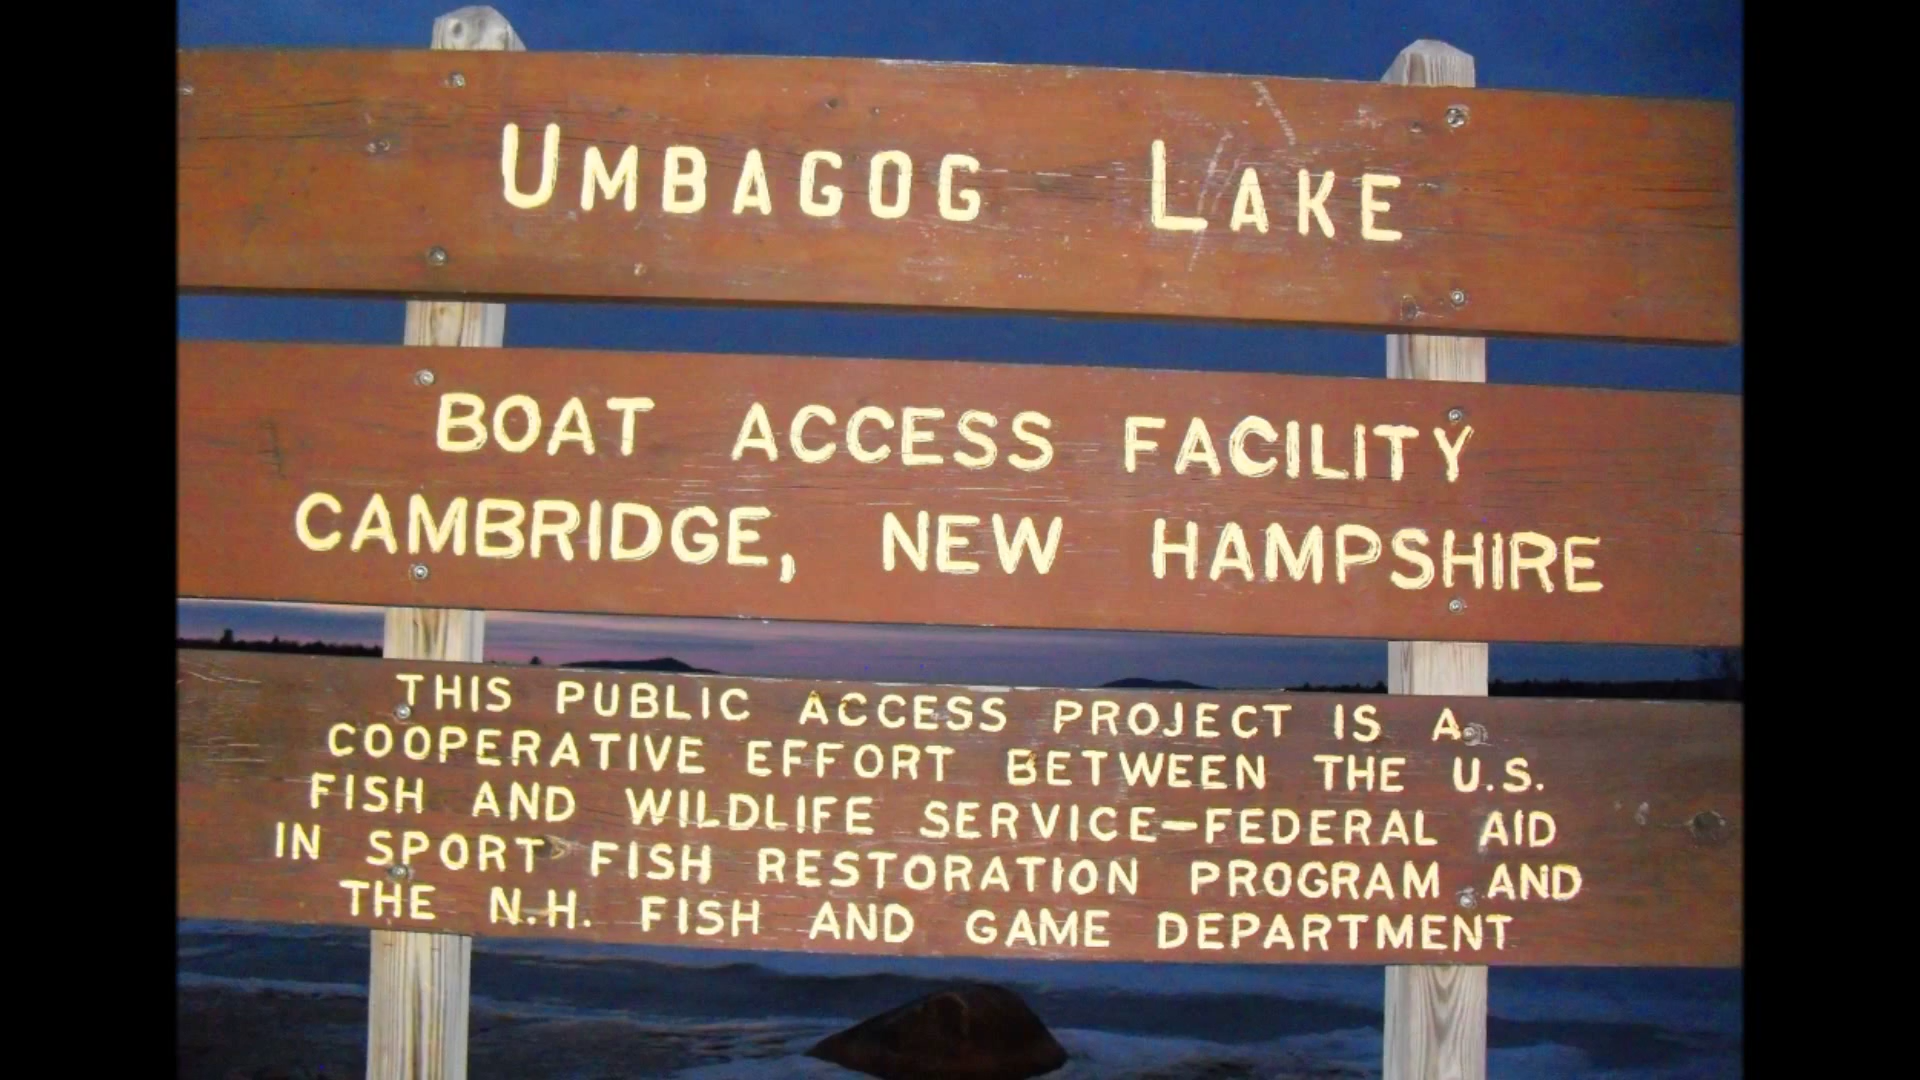 UMBAGOG LAKE
BOAT ACCESS FACILITY
CAMBRIDGE, NEW HAMPSHIRE
THIS PUBLIC ACCESS PROJECT IS A
COOPERATIVE EFFORT BETWEEN THE U.S.
FISH AND WILDLIFE SERVICE-FEDERAL AID
IN SPORT FISH RESTORATION PROGRAM AND
THE N.H. FISH AND GAME DEPARTMENT